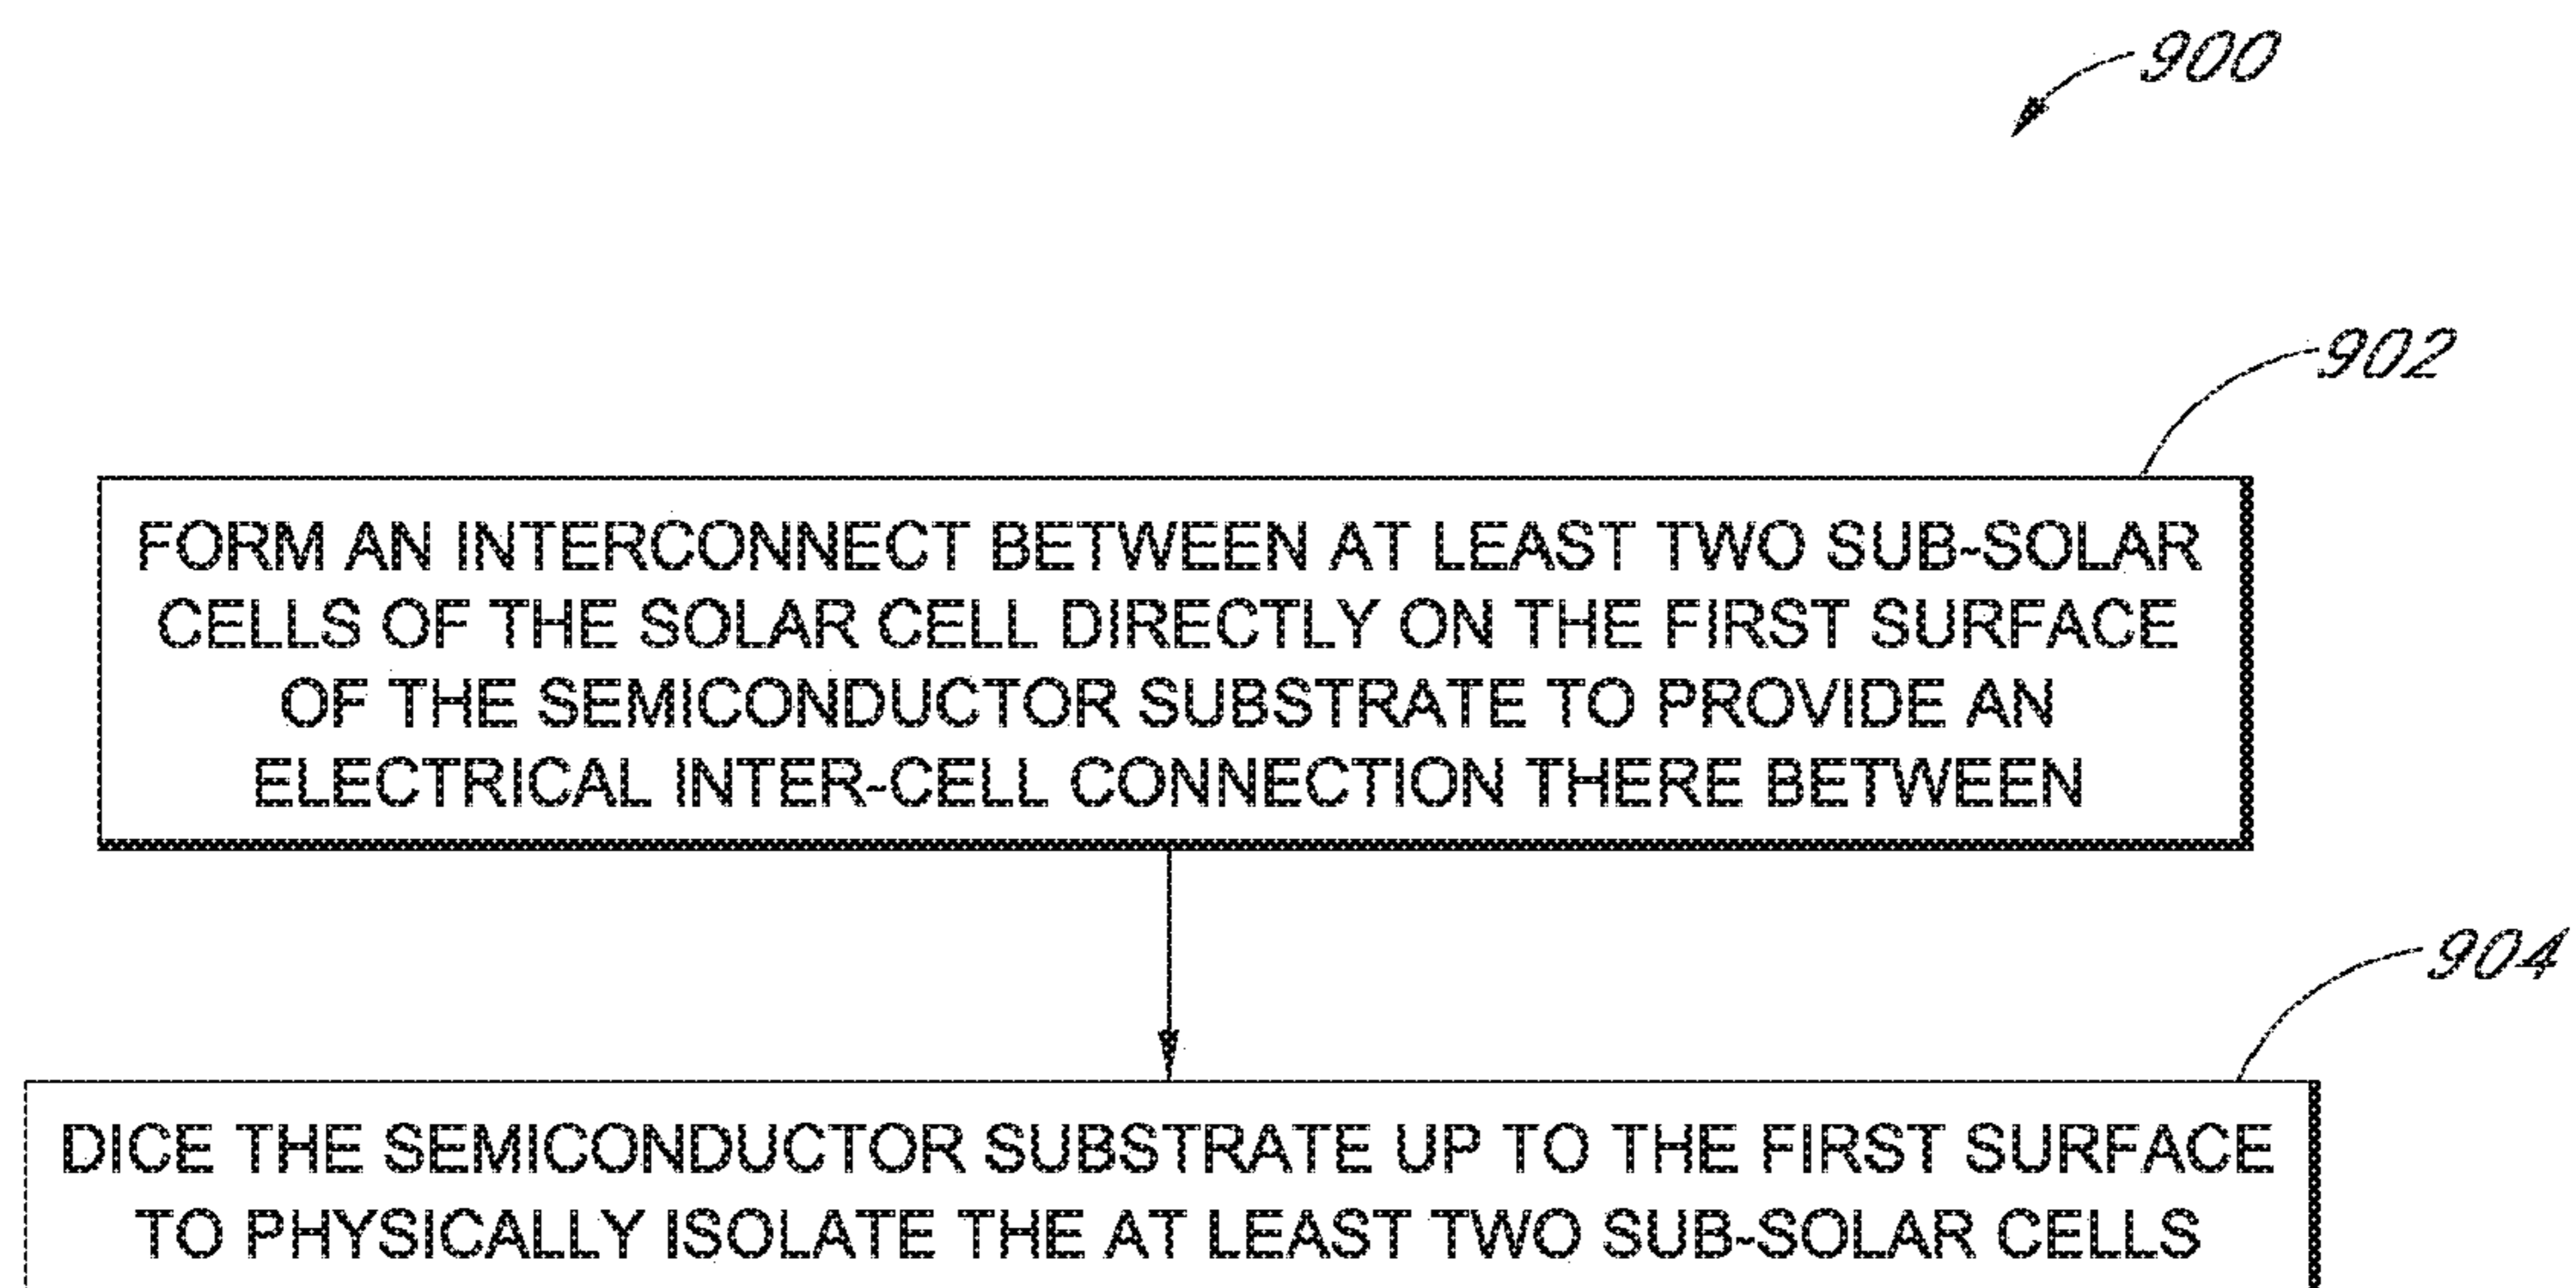 900
902
FORM AN INTERCONNECT BETWEEN AT LEAST TWO SUB-SOLAR
CELLS OF THE SOLAR CELL DIRECTLY ON THE FIRST SURFACE
OF THE SEMICONDUCTOR SUBSTRATE TO PROVIDE AN
ELECTRICAL INTER-CELL CONNECTION THERE BETWEEN
904
DICE THE SEMICONDUCTOR SUBSTRATE UP TO THE FIRST SURFACE
TO PHYSICALLY ISOLATE THE AT LEAST TWO SUB-SOLAR CELLS